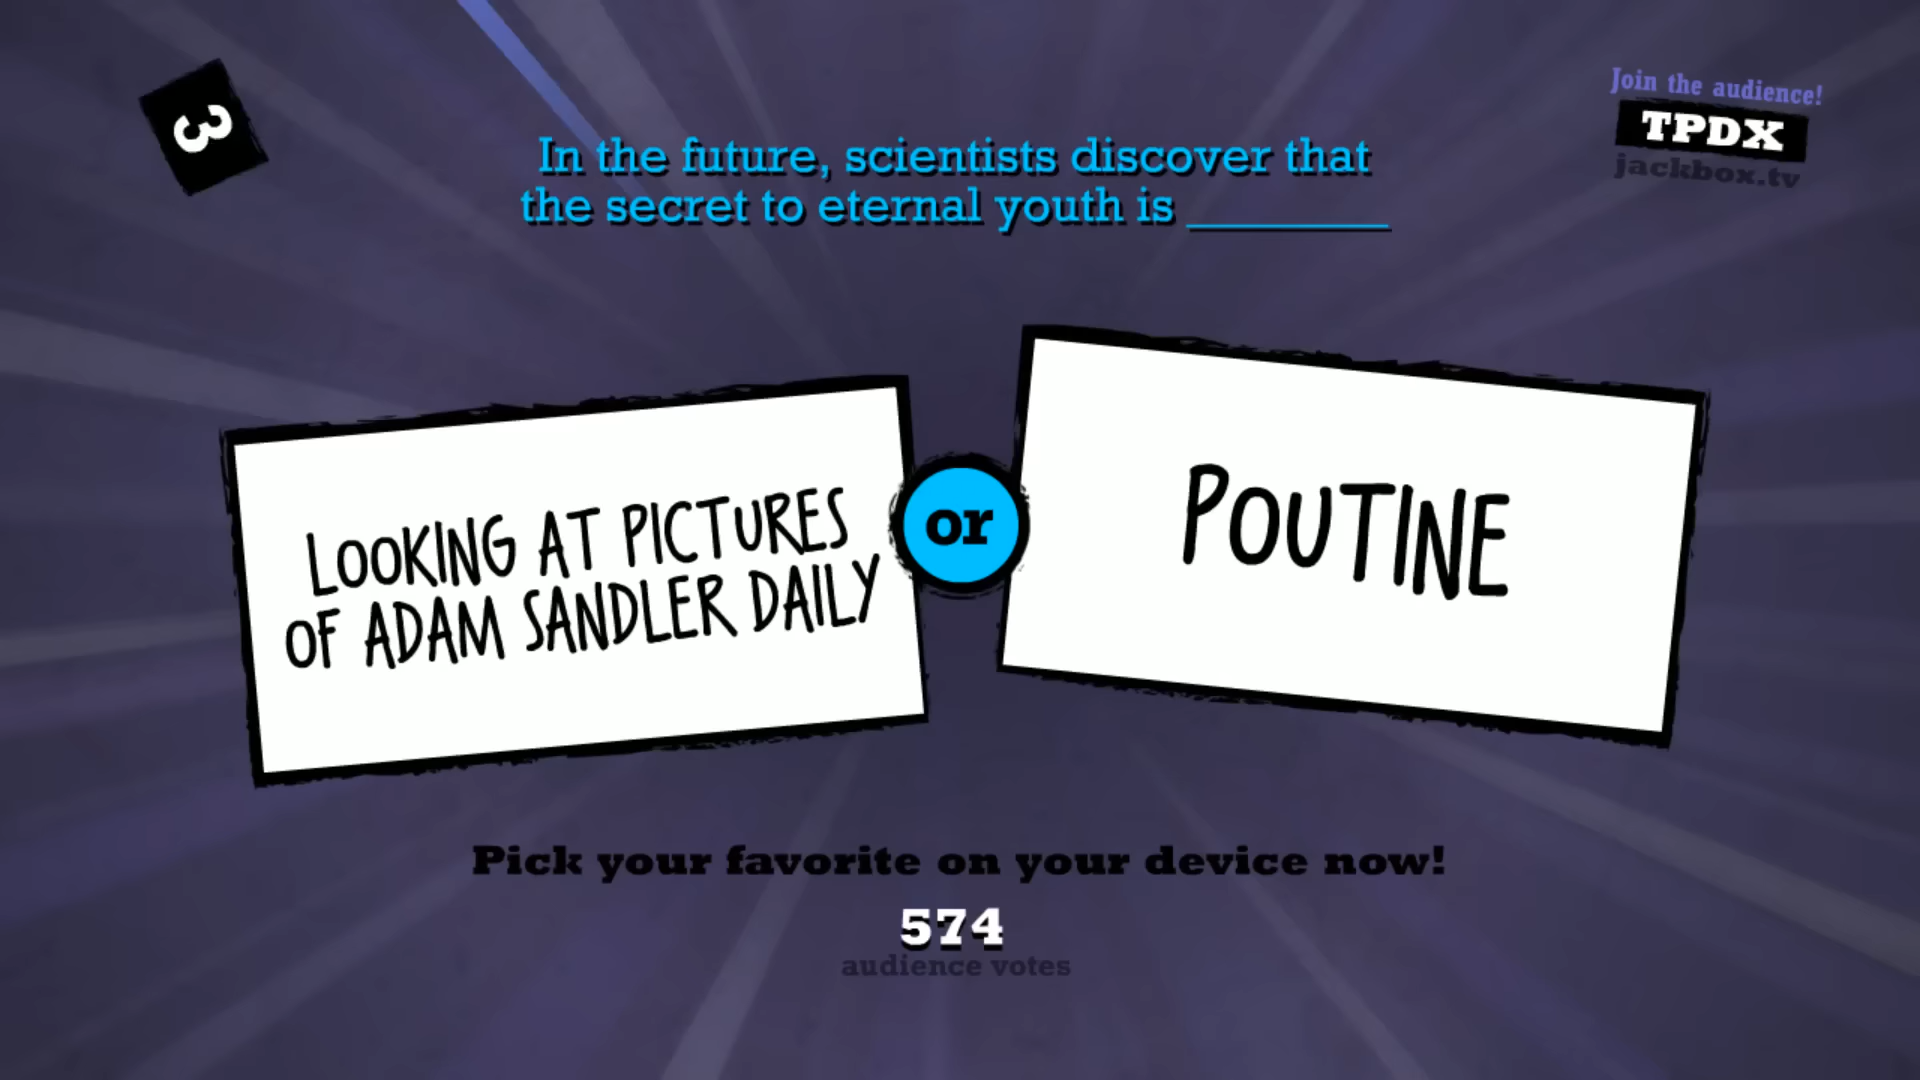 3
Join the audience!
TPDX
jackbox.tv
In the future, scientists discover that
the secret to eternal youth is __________
LOOKING AT PICTURES
OF ADAM SANDLER DAILY
or
POUTINE
Pick your favorite on your device now!
574
audience votes